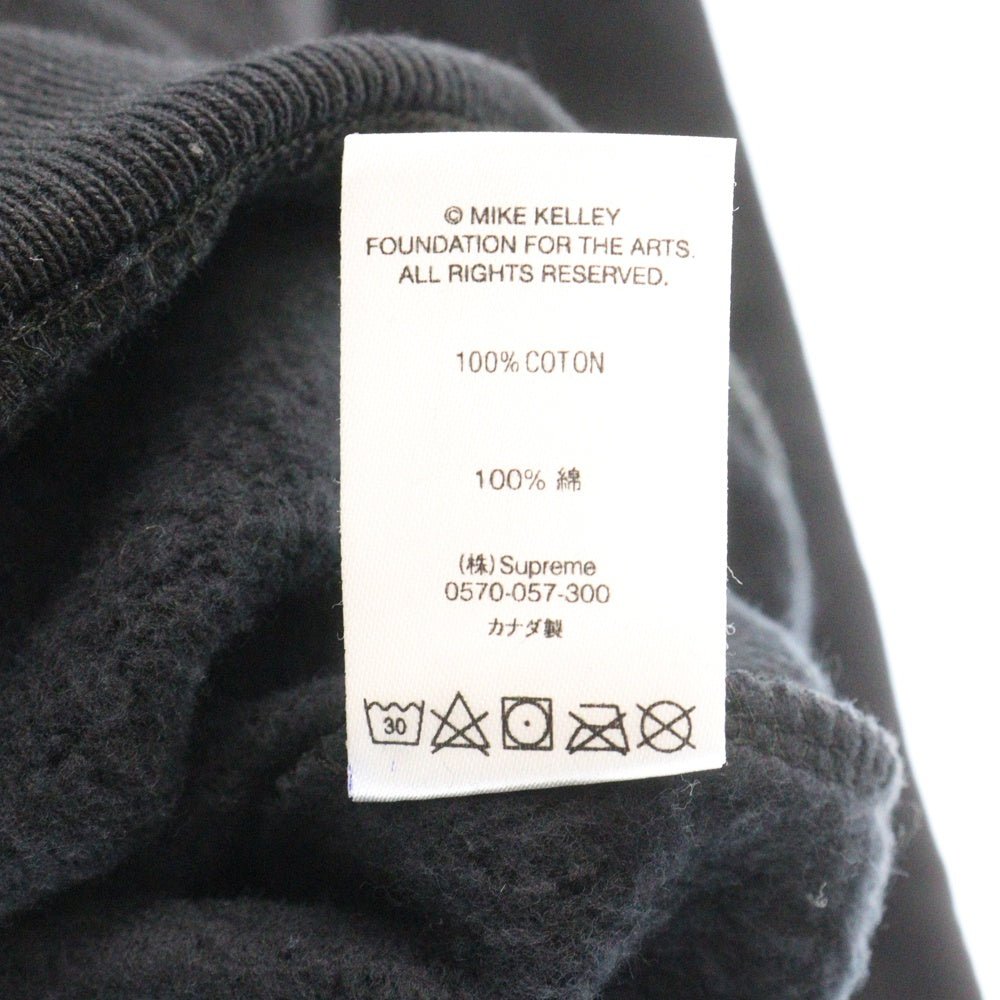 © MIKE KELLEY
FOUNDATION FOR THE ARTS.
ALL RIGHTS RESERVED.
100% COTON
100% 綿
(株)Supreme
0570-057-300
カナダ製
30